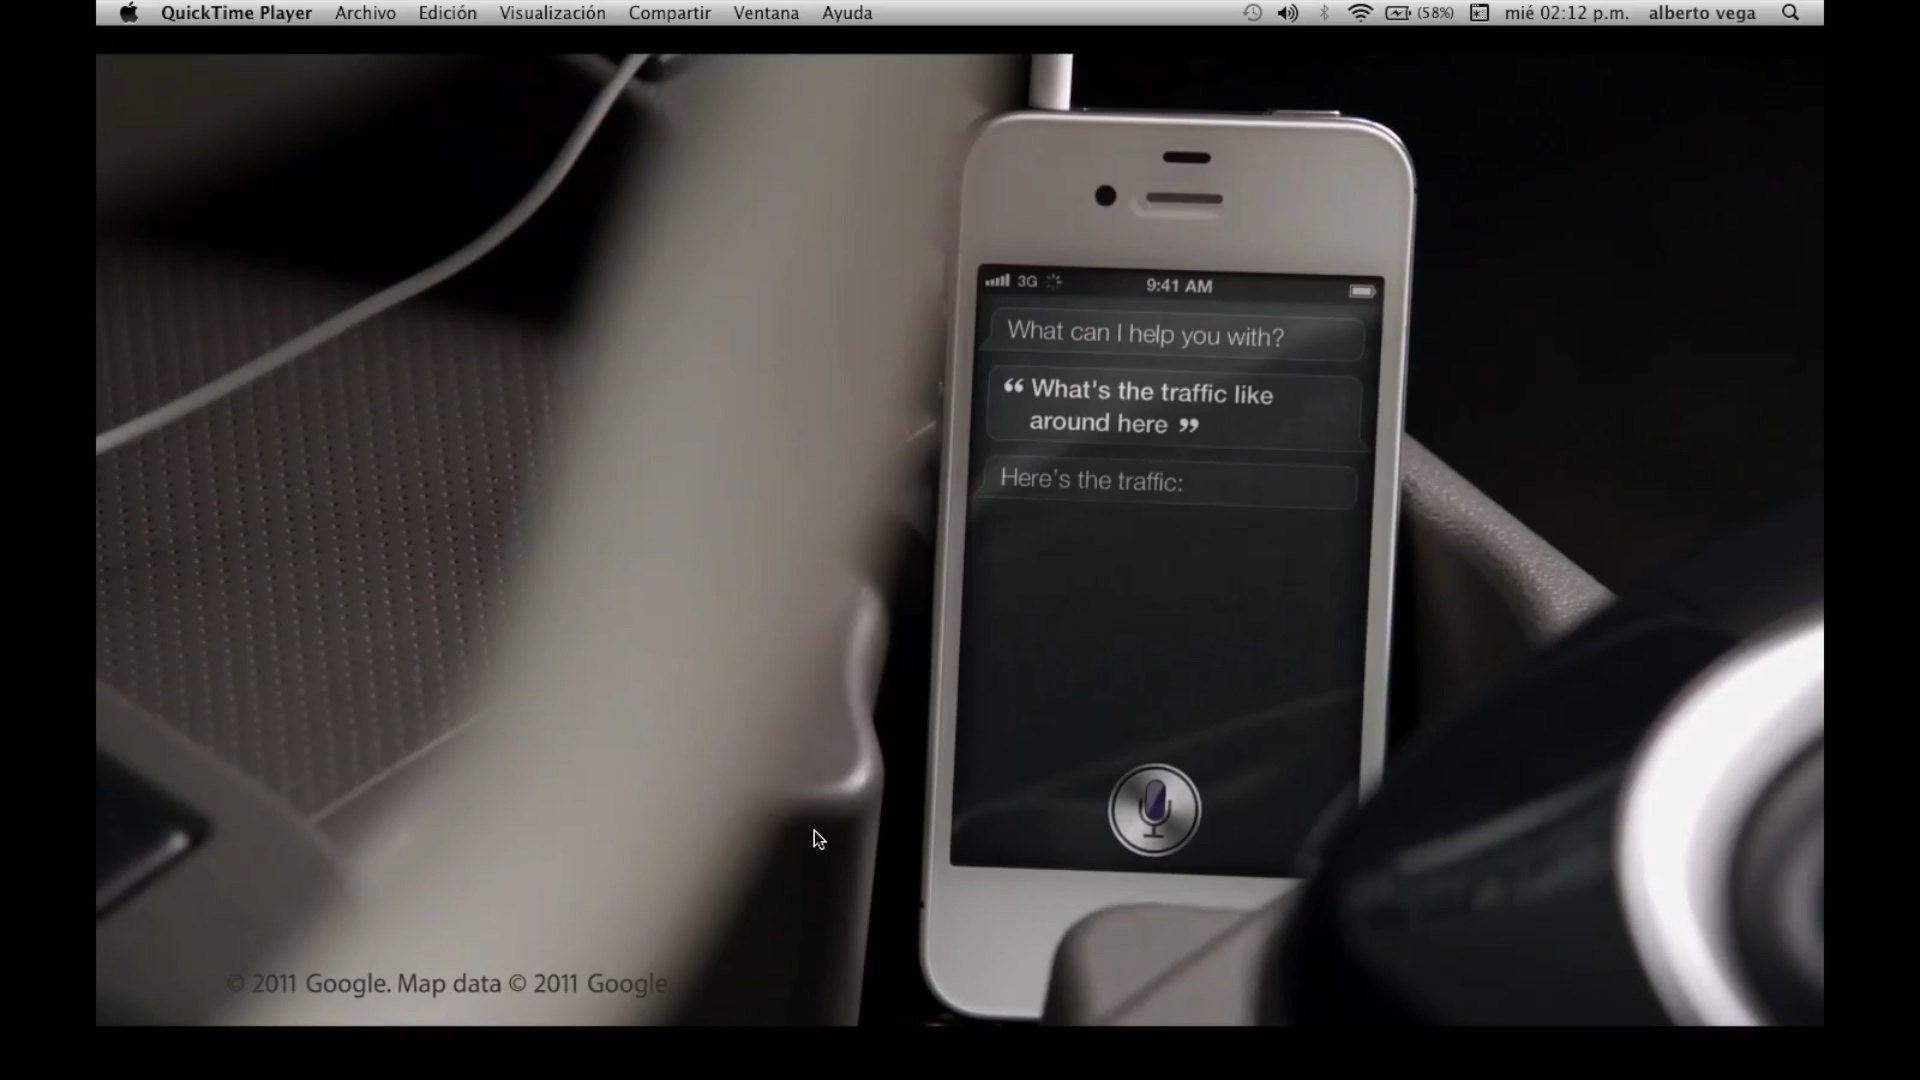 QuickTime Player Archivo Edición Visualización Compartir Ventana Ayuda (58%) mié 02:12 p.m. alberto vega
3G 9:41 AM
What can I help you with?
“ What's the traffic like
around here ”
Here's the traffic:
© 2011 Google. Map data © 2011 Google